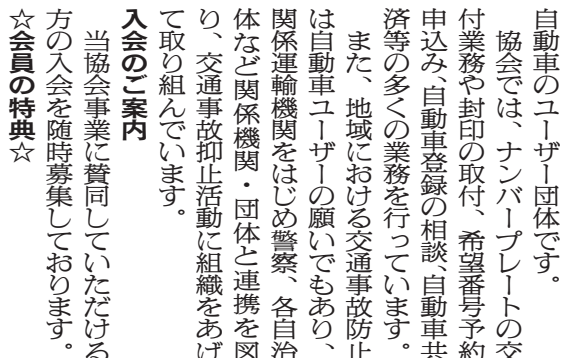 自動車のユーザー団体です。
協会では、ナンバープレートの交
付業務や封印の取付、希望番号予約
申込み、自動車登録の相談、自動車共
済等の多くの業務を行っています。
また、地域における交通事故防止
は自動車ユーザーの願いでもあり、
関係運輸機関をはじめ警察、各自治
体など関係機関・団体と連携を図
り、交通事故抑止活動に組織をあげ
て取り組んでいます。
入会のご案内
当協会事業に賛同していただける
方の入会を随時募集しております。
☆会員の特典☆